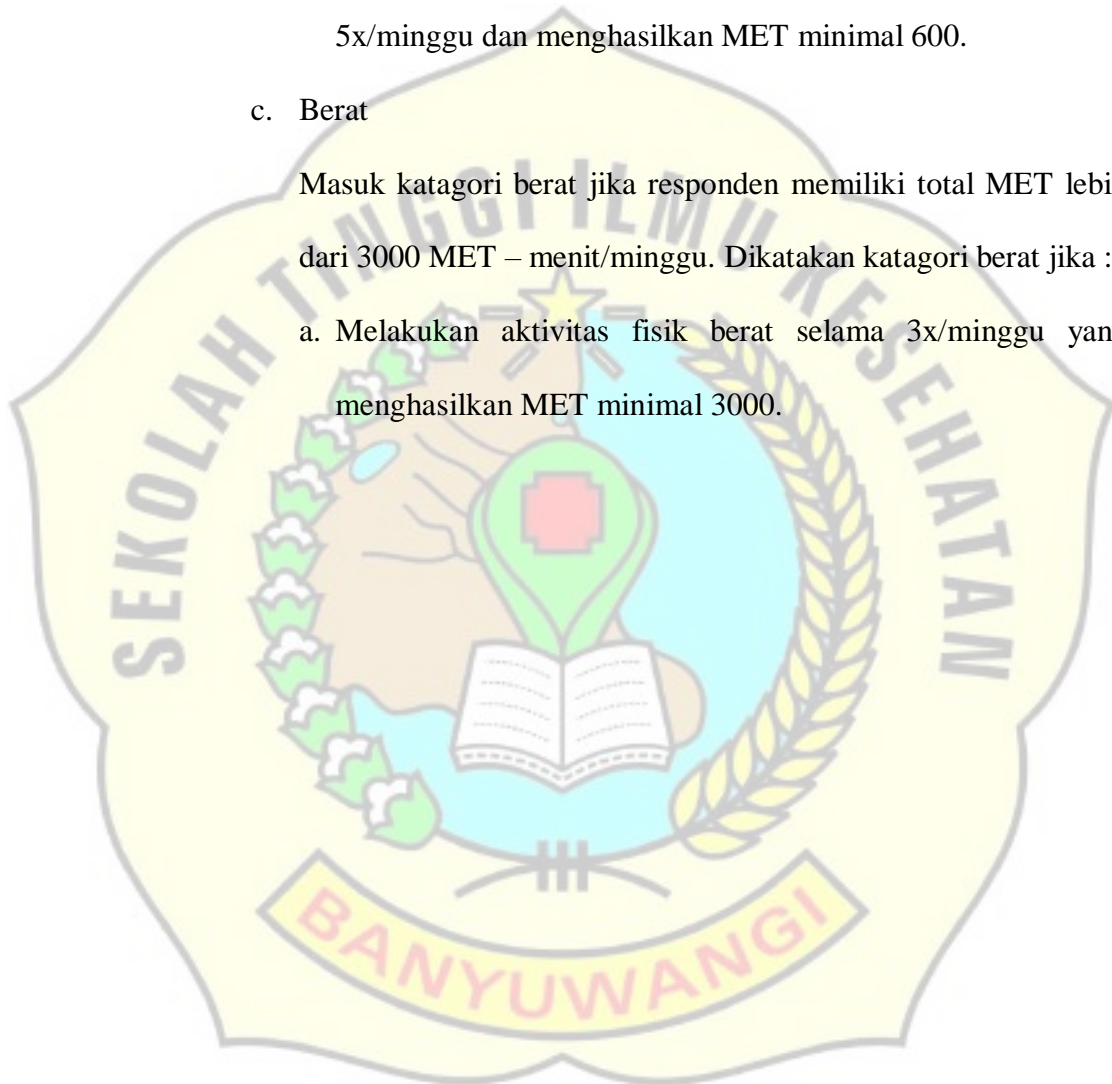 5x/minggu dan menghasilkan MET minimal 600.
c. Berat
Masuk katagori berat jika responden memiliki total MET lebi
dari 3000 MET – menit/minggu. Dikatakan katagori berat jika :
a. Melakukan aktivitas fisik berat selama 3x/minggu yan
menghasilkan MET minimal 3000.
SEKOLAH TINGGI ILMU KESEHATAN
BANYUWANGI